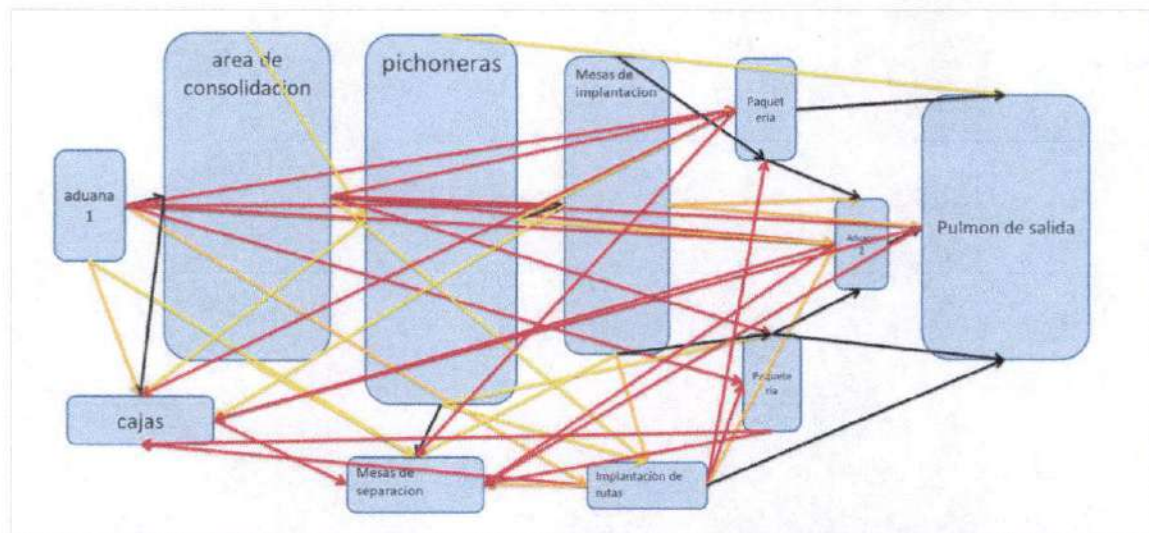 area de
consolidacion
pichoneras
Mesas de
implantacion
Paquet
eria
aduana
1
Pulmon de salida
Paquete
ria
cajas
Mesas de
separacion
Implantacion de
rutas